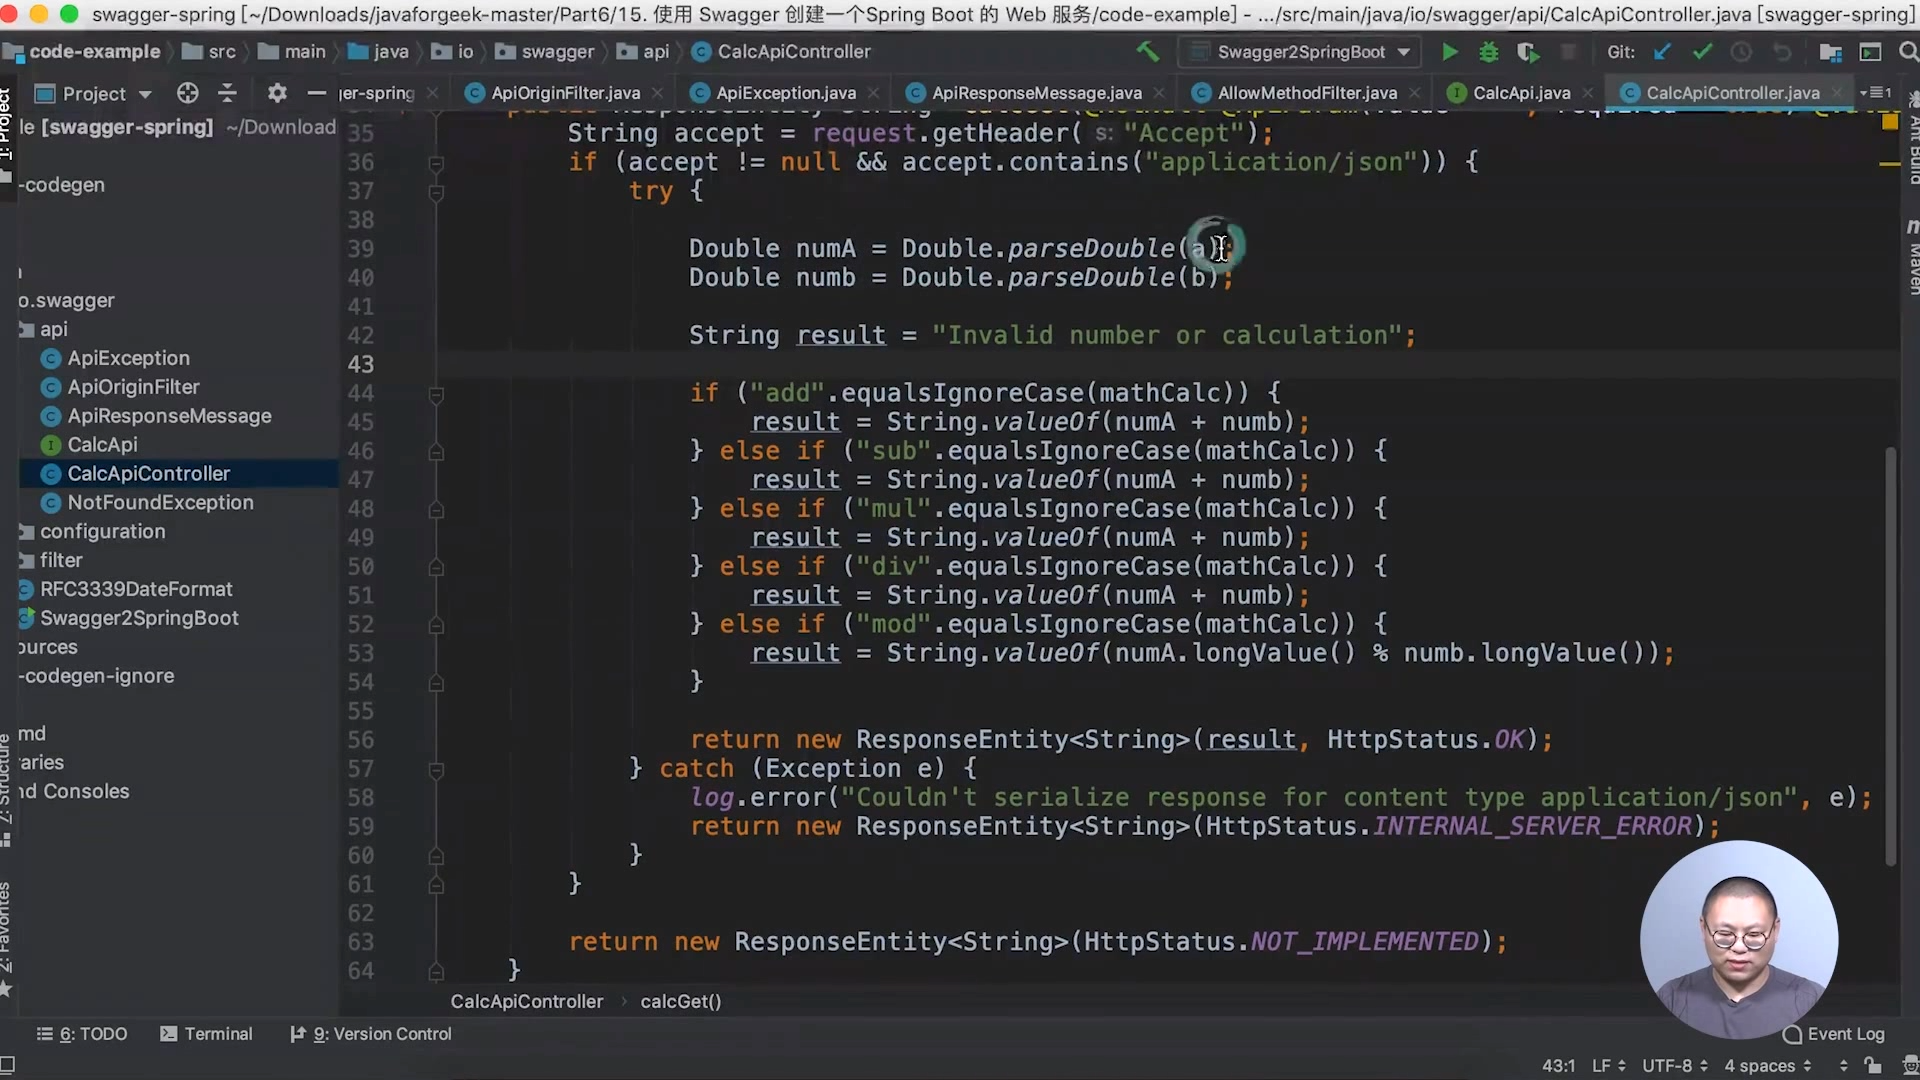 swagger-spring [~/Downloads/javaforgeek-master/Part6/15. 使用 Swagger 创建一个Spring Boot 的 Web 服务/code-example] - .../src/main/java/io/swagger/api/CalcApiController.java [swagger-spring]
code-example src main java io swagger api CalcApiController Swagger2SpringBoot Git:
Project ger-spring ApiOriginFilter.java ApiException.java ApiResponseMessage.java AllowMethodFilter.java CalcApi.java CalcApiController.java
1: Project
le [swagger-spring] ~/Download
-codegen
o.swagger
api
ApiException
ApiOriginFilter
ApiResponseMessage
CalcApi
CalcApiController
NotFoundException
configuration
filter
RFC3339DateFormat
Swagger2SpringBoot
ources
-codegen-ignore
md
raries
nd Consoles
7: Structure
2: Favorites
35 String accept = request.getHeader( s: "Accept");
36 if (accept != null && accept.contains("application/json")) {
37 try {
38
39 Double numA = Double.parseDouble(a);
40 Double numb = Double.parseDouble(b);
41
42 String result = "Invalid number or calculation";
43
44 if ("add".equalsIgnoreCase(mathCalc)) {
45 result = String.valueOf(numA + numb);
46 } else if ("sub".equalsIgnoreCase(mathCalc)) {
47 result = String.valueOf(numA + numb);
48 } else if ("mul".equalsIgnoreCase(mathCalc)) {
49 result = String.valueOf(numA + numb);
50 } else if ("div".equalsIgnoreCase(mathCalc)) {
51 result = String.valueOf(numA + numb);
52 } else if ("mod".equalsIgnoreCase(mathCalc)) {
53 result = String.valueOf(numA.longValue() % numb.longValue());
54 }
55
56 return new ResponseEntity<String>(result, HttpStatus.OK);
57 } catch (Exception e) {
58 log.error("Couldn't serialize response for content type application/json", e);
59 return new ResponseEntity<String>(HttpStatus.INTERNAL_SERVER_ERROR);
60 }
61 }
62
63 return new ResponseEntity<String>(HttpStatus.NOT_IMPLEMENTED);
64 }
Ant Build
Maven
CalcApiController › calcGet()
6: TODO Terminal 9: Version Control Event Log
43:1 LF UTF-8 4 spaces